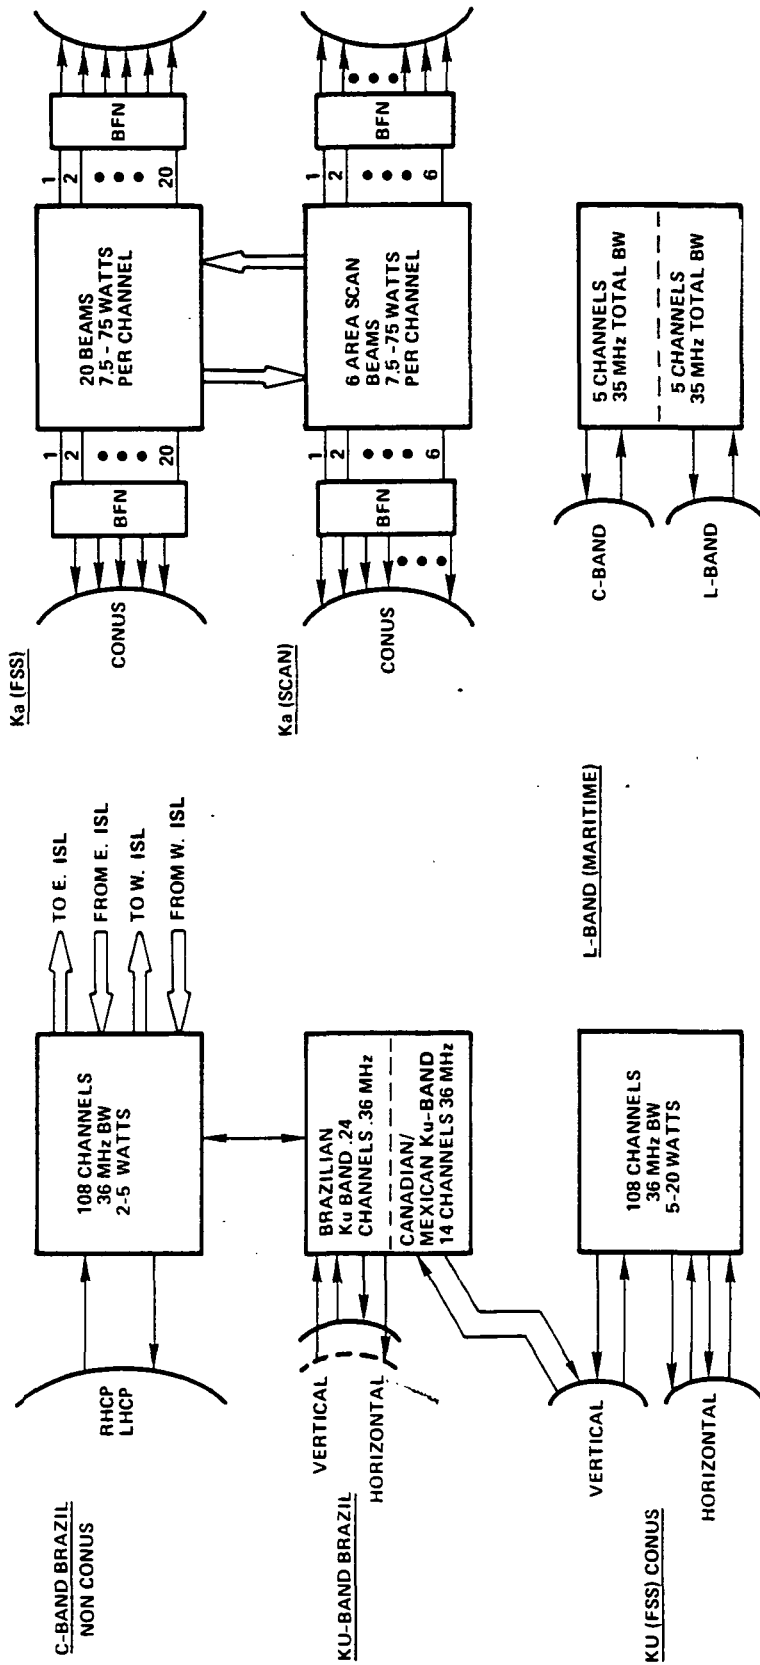 C-BAND BRAZIL
NON CONUS
RHCP
LHCP
108 CHANNELS
36 MHz BW
2-5 WATTS
TO E. ISL
FROM E. ISL
TO W. ISL
FROM W. ISL
KU-BAND BRAZIL
VERTICAL
HORIZONTAL
BRAZILIAN
Ku BAND .24
CHANNELS .36 MHz
CANADIAN/
MEXICAN Ku-BAND
14 CHANNELS 36 MHz
KU (FSS) CONUS
VERTICAL
HORIZONTAL
108 CHANNELS
36 MHz BW
5-20 WATTS
Ka (FSS)
CONUS
BFN
1
2
20
20 BEAMS
7.5 -75 WATTS
PER CHANNEL
1
2
20
BFN
Ka (SCAN)
CONUS
BFN
1
2
6
6 AREA SCAN
BEAMS
7.5-75 WATTS
PER CHANNEL
1
2
6
BFN
L-BAND (MARITIME)
C-BAND
L-BAND
5 CHANNELS
35 MHz TOTAL BW
5 CHANNELS
35 MHz TOTAL BW